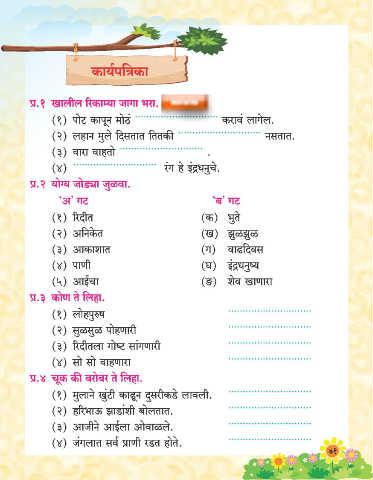 कार्यपत्रिका
प्र.१ खालील रिकाम्या जागा भरा.
(१) पोट कापून मोठं .................................. करावं लागेल.
(२) लहान मुले दिसतात तितकी .................................. नसतात.
(३) वारा वाहतो .................................. .
(४) .................................. रंग हे इंद्रधनुचे.
प्र.२ योग्य जोड्या जुळवा.
'अ' गट 'ब' गट
(१) रिदीत (क) भुते
(२) अनिकेत (ख) झुळझुळ
(३) आकाशात (ग) वाढदिवस
(४) पाणी (घ) इंद्रधनुष्य
(५) आईचा (ङ) शेव खाणारा
प्र.३ कोण ते लिहा.
(१) लोहपुरुष ..................................
(२) सुळसुळ पोहणारी ..................................
(३) रिदीतला गोष्ट सांगणारी ..................................
(४) सो सो वाहणारा ..................................
प्र.४ चूक की बरोबर ते लिहा.
(१) मुलाने खुंटी काढून दुसरीकडे लावली. ..................................
(२) हरिभाऊ झाडांशी बोलतात. ..................................
(३) आजीने आईला ओवाळले. ..................................
(४) जंगलात सर्व प्राणी रडत होते. ..................................